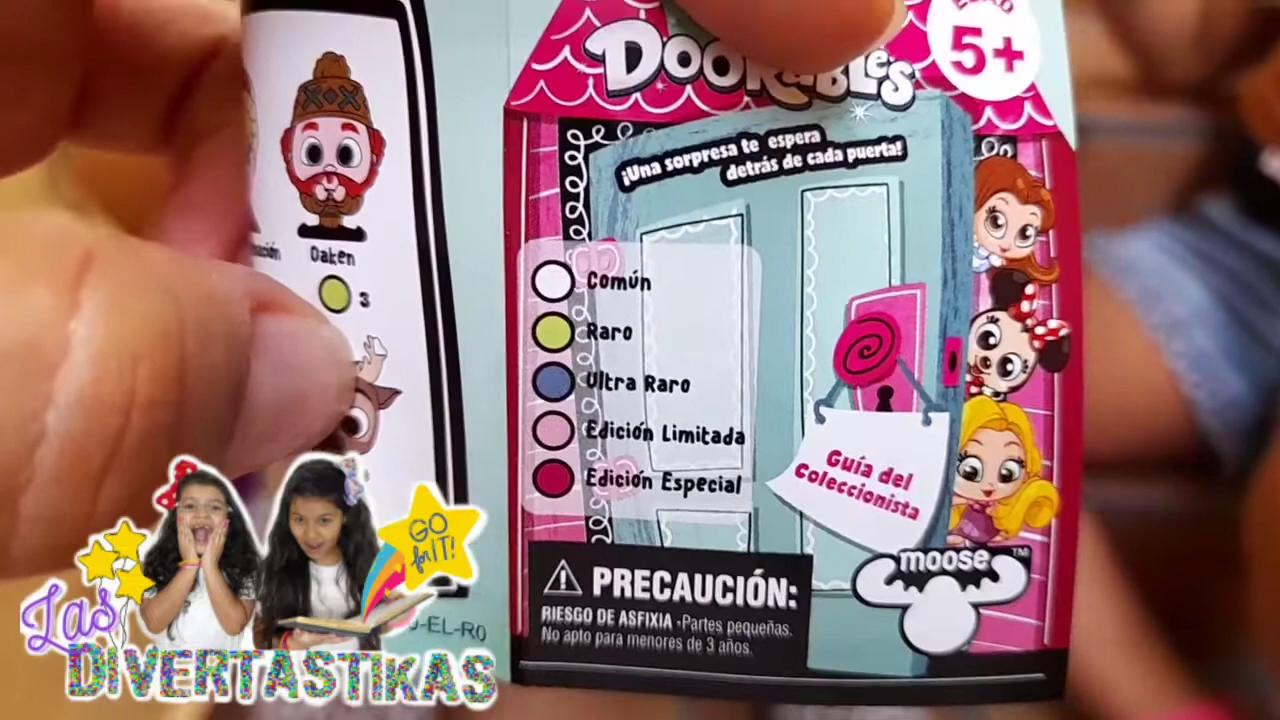 Oaken
3
DOORABLES
5+
¡Una sorpresa te espera
detrás de cada puerta!
Común
Raro
Ultra Raro
Edición Limitada
Edición Especial
Guía del
Coleccionista
moose™
PRECAUCIÓN:
RIESGO DE ASFIXIA -Partes pequeñas.
No apto para menores de 3 años.
GO
for IT!
Las
DIVERTASTIKAS